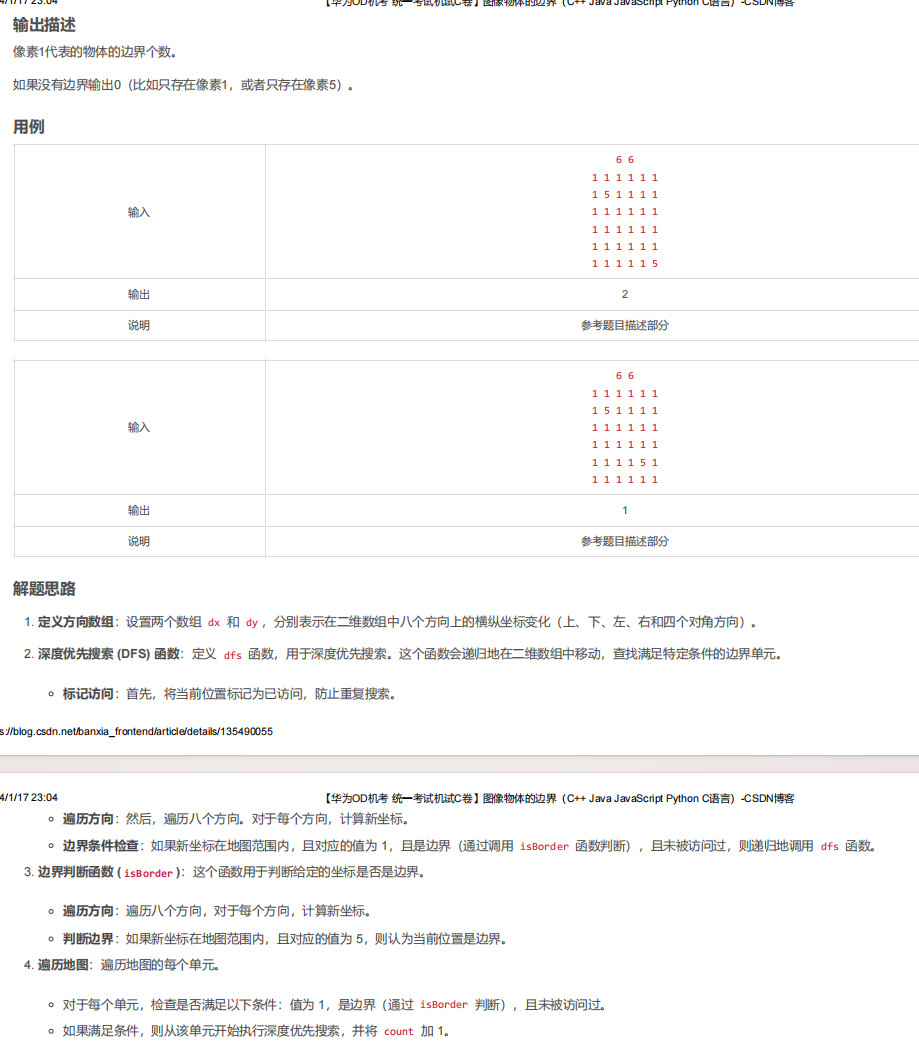 4/1/17 23:04
【华为OD机考 统一考试机试C卷】图像物体的边界（C++ Java JavaScript Python C语言）-CSDN博客
输出描述
像素1代表的物体的边界个数。
如果没有边界输出0（比如只存在像素1，或者只存在像素5）。
用例
输入
6 6
1 1 1 1 1 1
1 5 1 1 1 1
1 1 1 1 1 1
1 1 1 1 1 1
1 1 1 1 1 1
1 1 1 1 1 5
输出
2
说明
参考题目描述部分
输入
6 6
1 1 1 1 1 1
1 5 1 1 1 1
1 1 1 1 1 1
1 1 1 1 1 1
1 1 1 1 5 1
1 1 1 1 1 1
输出
1
说明
参考题目描述部分
解题思路
1. 定义方向数组：设置两个数组 dx 和 dy ，分别表示在二维数组中八个方向上的横纵坐标变化（上、下、左、右和四个对角方向）。
2. 深度优先搜索 (DFS) 函数：定义 dfs 函数，用于深度优先搜索。这个函数会递归地在二维数组中移动，查找满足特定条件的边界单元。
标记访问：首先，将当前位置标记为已访问，防止重复搜索。
s://blog.csdn.net/banxia_frontend/article/details/135490055
4/1/17 23:04
【华为OD机考 统一考试机试C卷】图像物体的边界（C++ Java JavaScript Python C语言）-CSDN博客
遍历方向：然后，遍历八个方向。对于每个方向，计算新坐标。
边界条件检查：如果新坐标在地图范围内，且对应的值为 1，且是边界（通过调用 isBorder 函数判断），且未被访问过，则递归地调用 dfs 函数。
3. 边界判断函数 ( isBorder )：这个函数用于判断给定的坐标是否是边界。
遍历方向：遍历八个方向，对于每个方向，计算新坐标。
判断边界：如果新坐标在地图范围内，且对应的值为 5，则认为当前位置是边界。
4. 遍历地图：遍历地图的每个单元。
对于每个单元，检查是否满足以下条件：值为 1，是边界（通过 isBorder 判断），且未被访问过。
如果满足条件，则从该单元开始执行深度优先搜索，并将 count 加 1。